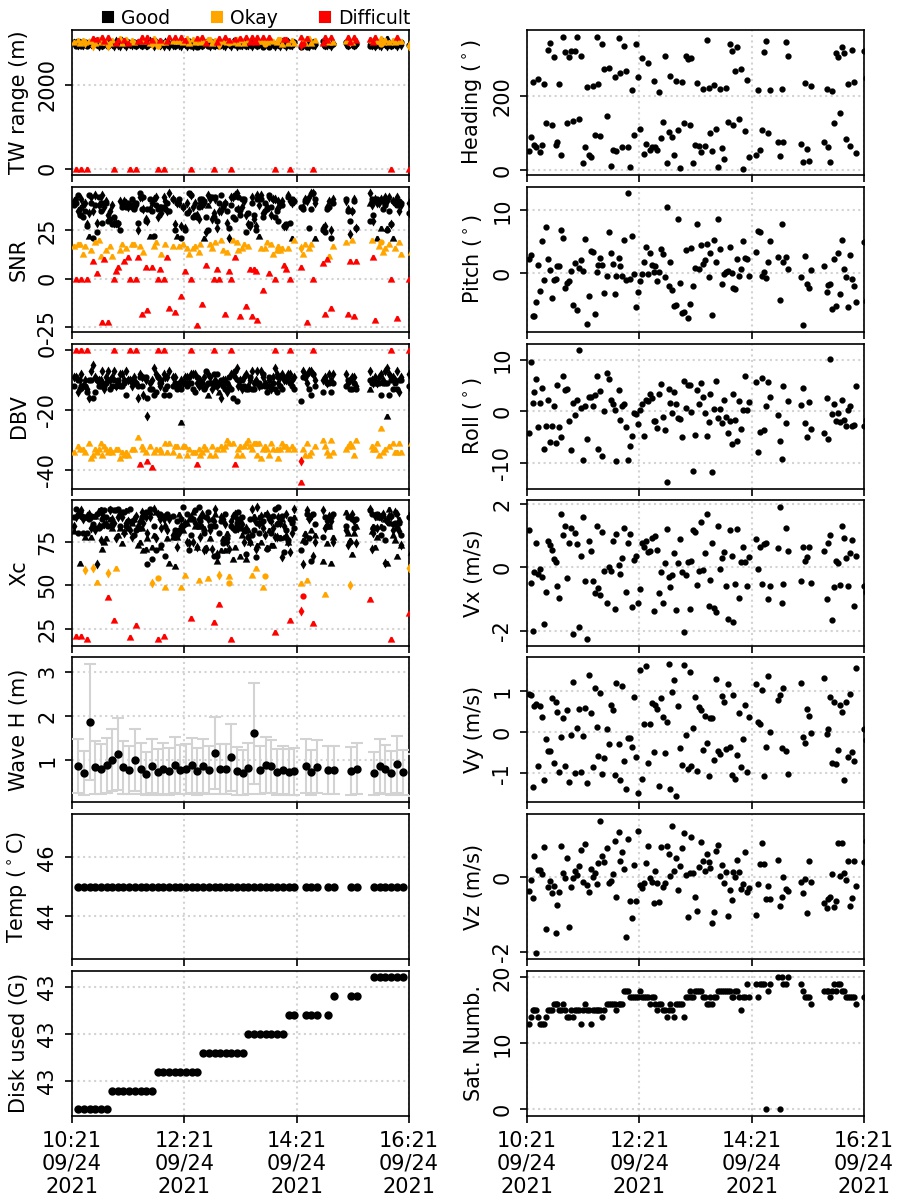 Good Okay Difficult
TW range (m)
2000
0
Heading (°)
200
0
SNR
25
0
-25
Pitch (°)
10
0
DBV
0
-20
-40
Roll (°)
10
0
-10
Xc
75
50
25
Vx (m/s)
2
0
-2
Wave H (m)
3
2
1
Vy (m/s)
1
0
-1
Temp (°C)
46
44
Vz (m/s)
0
-2
Disk used (G)
43
43
43
Sat. Numb.
20
10
0
10:21 12:21 14:21 16:21 10:21 12:21 14:21 16:21
09/24 09/24 09/24 09/24 09/24 09/24 09/24 09/24
2021 2021 2021 2021 2021 2021 2021 2021